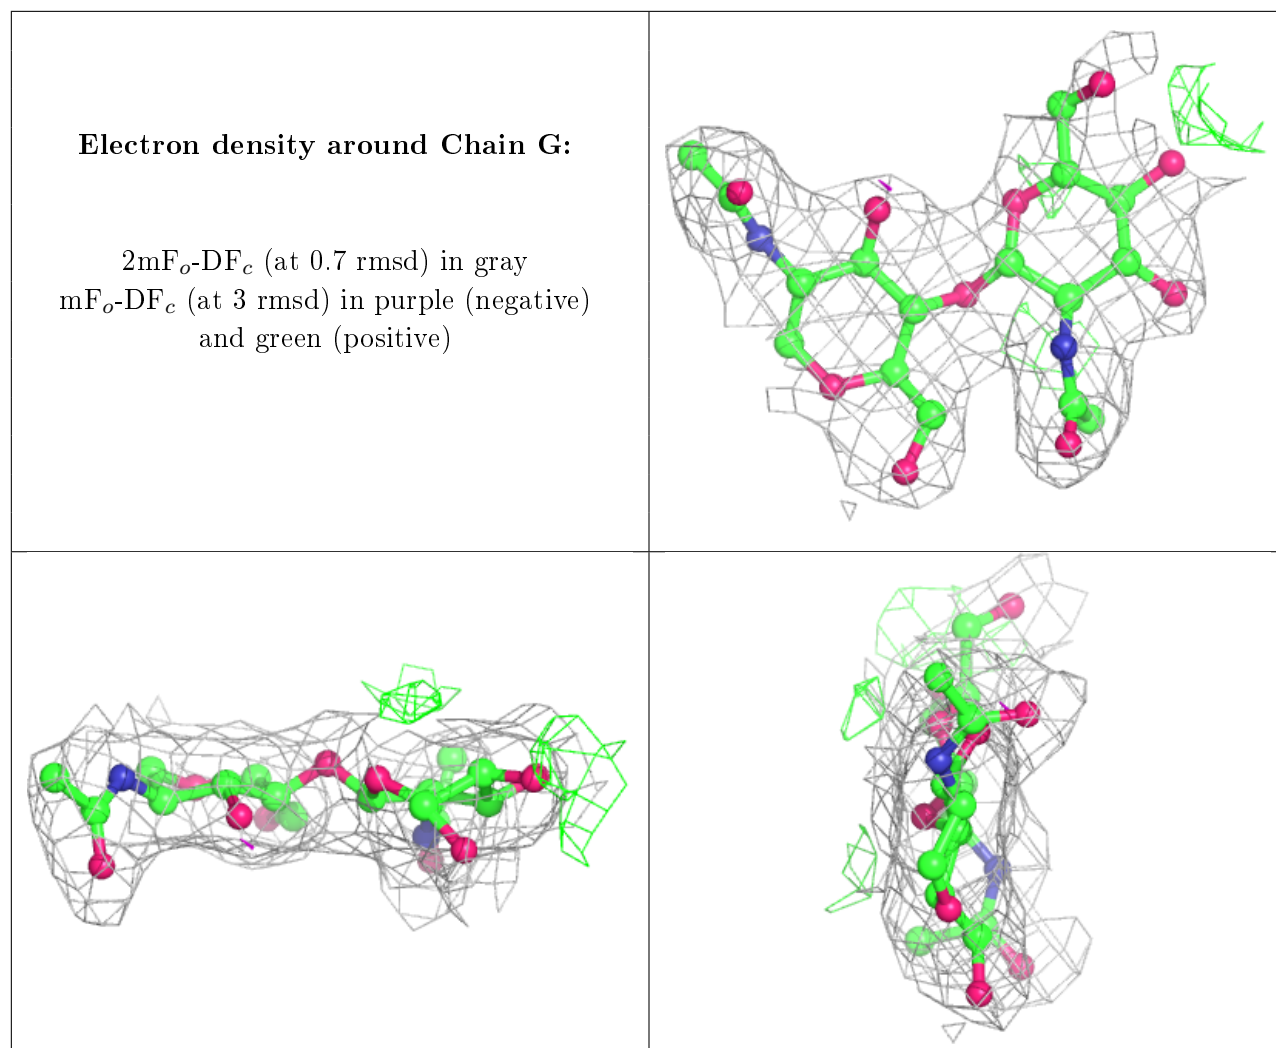 Electron density around Chain G:
2mFo-DFc (at 0.7 rmsd) in gray
mFo-DFc (at 3 rmsd) in purple (negative)
and green (positive)